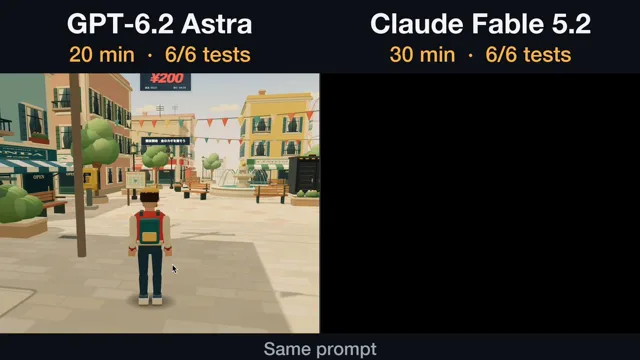 GPT-6.2 Astra
20 min · 6/6 tests
Claude Fable 5.2
30 min · 6/6 tests
¥200
OPEN
Same prompt